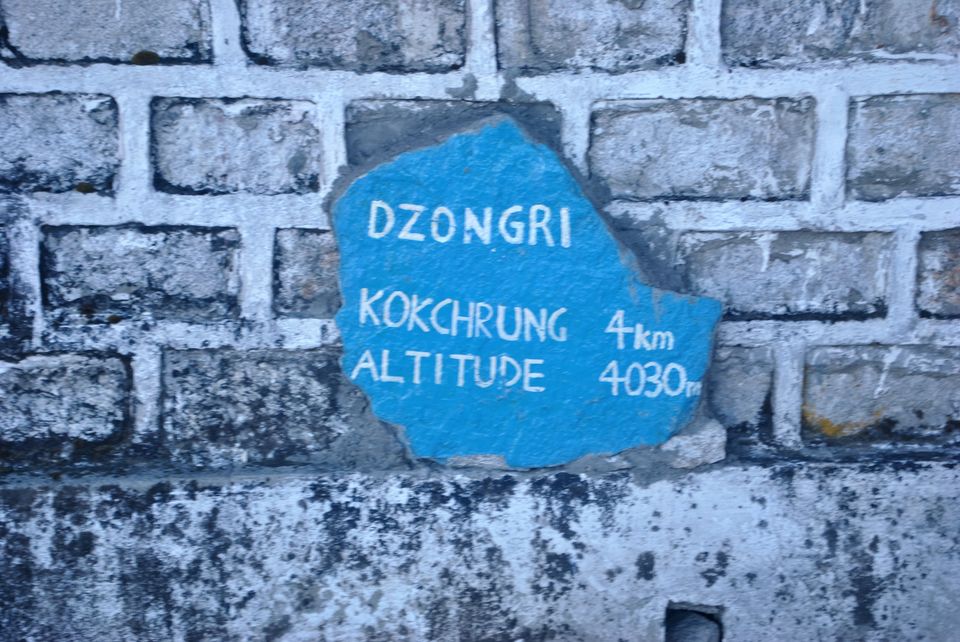 DZONGRI
KOKCHRUNG 4km
ALTITUDE 4030m